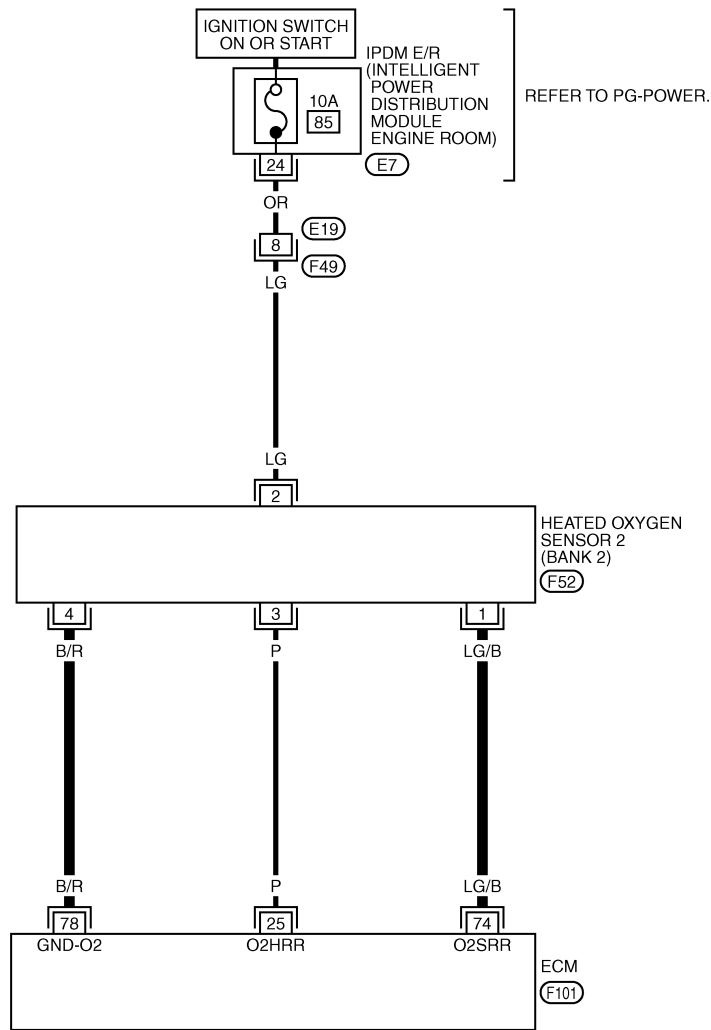 IGNITION SWITCH
ON OR START
IPDM E/R
(INTELLIGENT
POWER
DISTRIBUTION
MODULE
ENGINE ROOM)
REFER TO PG-POWER.
10A
85
24
E7
OR
E19
8
F49
LG
LG
2
HEATED OXYGEN
SENSOR 2
(BANK 2)
F52
4
3
1
B/R
P
LG/B
B/R
P
LG/B
78
25
74
GND-O2
O2HRR
O2SRR
ECM
F101